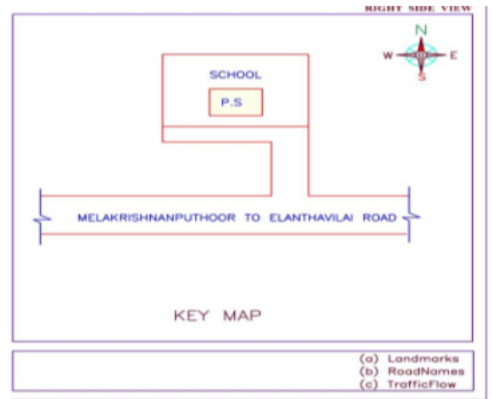 RIGHT SIDE VIEW
N
W E
S
SCHOOL
P.S
MELAKRISHNANPUTHOOR TO ELANTHAVILAI ROAD
KEY MAP
(a) Landmarks
(b) RoadNames
(c) TrafficFlow